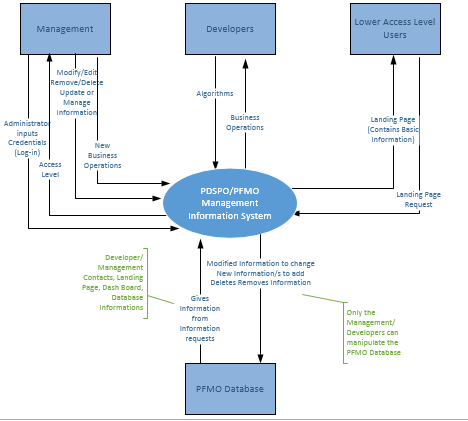 Management
Developers
Lower Access Level
Users
Modify/Edit
Remove/Delete
Update or
Manage
Information
Algorithms
Administrator
inputs
Credentials
(Log-in)
Access
Level
New
Business
Operations
Business
Operations
Landing Page
(Contains Basic
Information)
Landing Page
Request
PDSPO/PFMO
Management
Information System
Developer/
Management
Contacts, Landing
Page, Dash Board,
Database
Informations
Modified Information to change
New Information/s to add
Deletes Removes Information
Gives
Information
from
Information
requests
Only the
Management/
Developers can
manipulate the
PFMO Database
PFMO Database